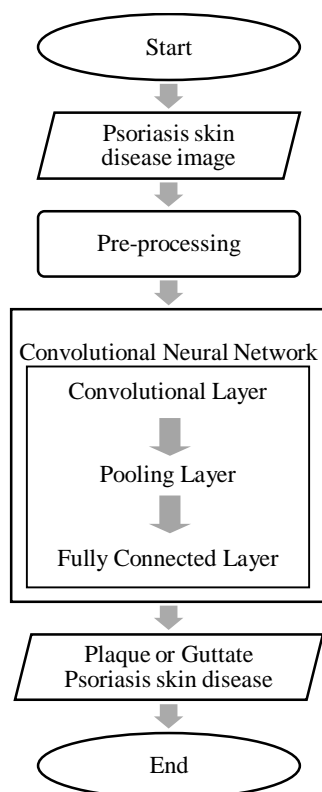 Start
Psoriasis skin
disease image
Pre-processing
Convolutional Neural Network
Convolutional Layer
Pooling Layer
Fully Connected Layer
Plaque or Guttate
Psoriasis skin disease
End